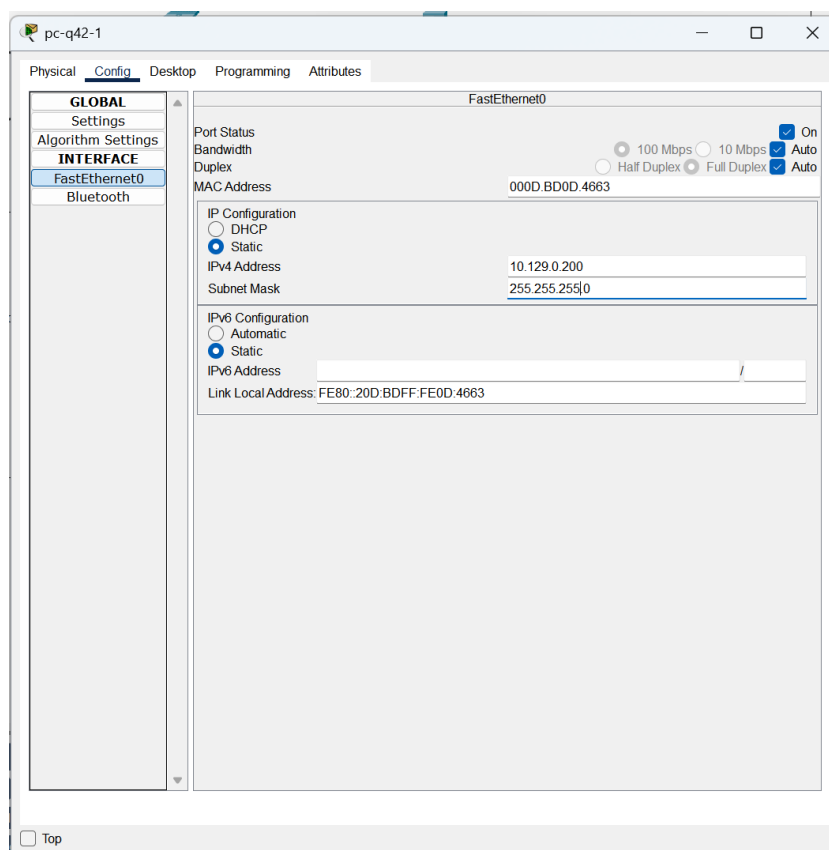 pc-q42-1
Physical Config Desktop Programming Attributes
GLOBAL
Settings
Algorithm Settings
INTERFACE
FastEthernet0
Bluetooth
FastEthernet0
Port Status On
Bandwidth 100 Mbps 10 Mbps Auto
Duplex Half Duplex Full Duplex Auto
MAC Address 000D.BD0D.4663
IP Configuration
DHCP
Static
IPv4 Address 10.129.0.200
Subnet Mask 255.255.255.0
IPv6 Configuration
Automatic
Static
IPv6 Address /
Link Local Address: FE80::20D:BDFF:FE0D:4663
Top